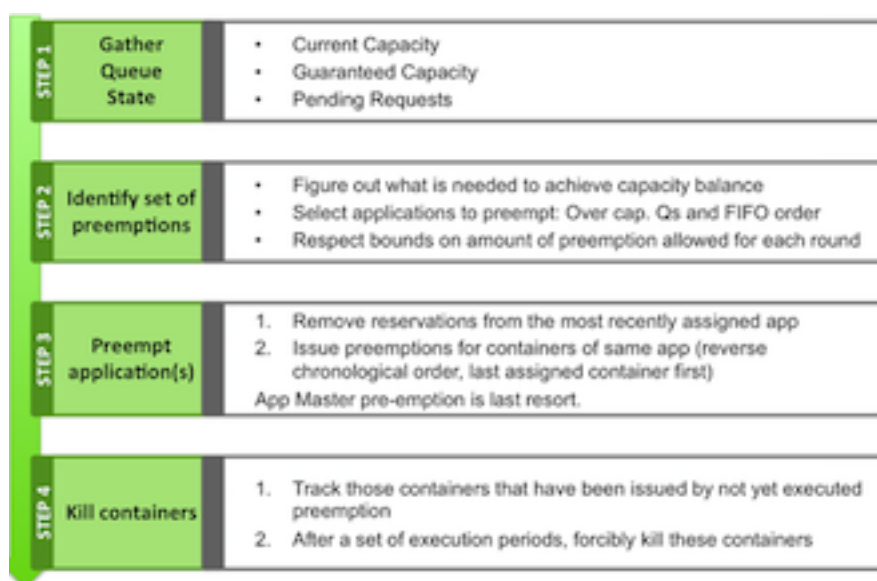 STEP 1
Gather
Queue
State
• Current Capacity
• Guaranteed Capacity
• Pending Requests
STEP 2
Identify set of
preemptions
• Figure out what is needed to achieve capacity balance
• Select applications to preempt: Over cap. Qs and FIFO order
• Respect bounds on amount of preemption allowed for each round
STEP 3
Preempt
application(s)
1. Remove reservations from the most recently assigned app
2. Issue preemptions for containers of same app (reverse
chronological order, last assigned container first)
App Master pre-emption is last resort.
STEP 4
Kill containers
1. Track those containers that have been issued by not yet executed
preemption
2. After a set of execution periods, forcibly kill these containers